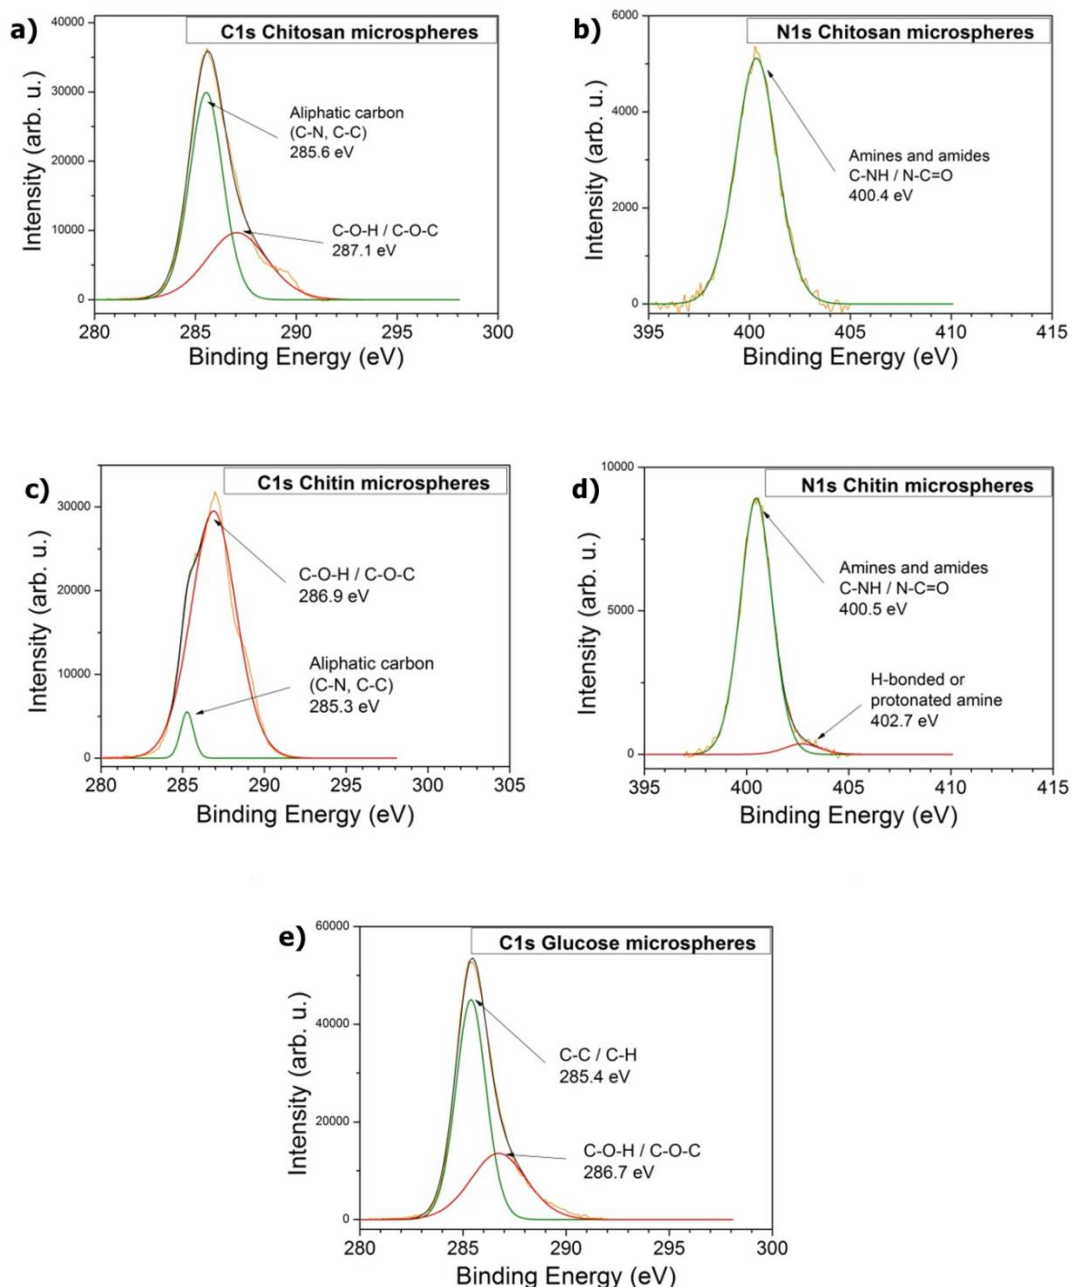 a)
C1s Chitosan microspheres
Intensity (arb. u.)
40000
30000
20000
10000
0
Aliphatic carbon
(C-N, C-C)
285.6 eV
C-O-H / C-O-C
287.1 eV
280 285 290 295 300
Binding Energy (eV)
b)
N1s Chitosan microspheres
Intensity (arb. u.)
6000
4000
2000
0
Amines and amides
C-NH / N-C=O
400.4 eV
395 400 405 410 415
Binding Energy (eV)
c)
C1s Chitin microspheres
Intensity (arb. u.)
30000
20000
10000
0
C-O-H / C-O-C
286.9 eV
Aliphatic carbon
(C-N, C-C)
285.3 eV
280 285 290 295 300 305
Binding Energy (eV)
d)
N1s Chitin microspheres
Intensity (arb. u.)
10000
5000
0
Amines and amides
C-NH / N-C=O
400.5 eV
H-bonded or
protonated amine
402.7 eV
395 400 405 410 415
Binding Energy (eV)
e)
C1s Glucose microspheres
Intensity (arb. u.)
60000
40000
20000
0
C-C / C-H
285.4 eV
C-O-H / C-O-C
286.7 eV
280 285 290 295 300
Binding Energy (eV)